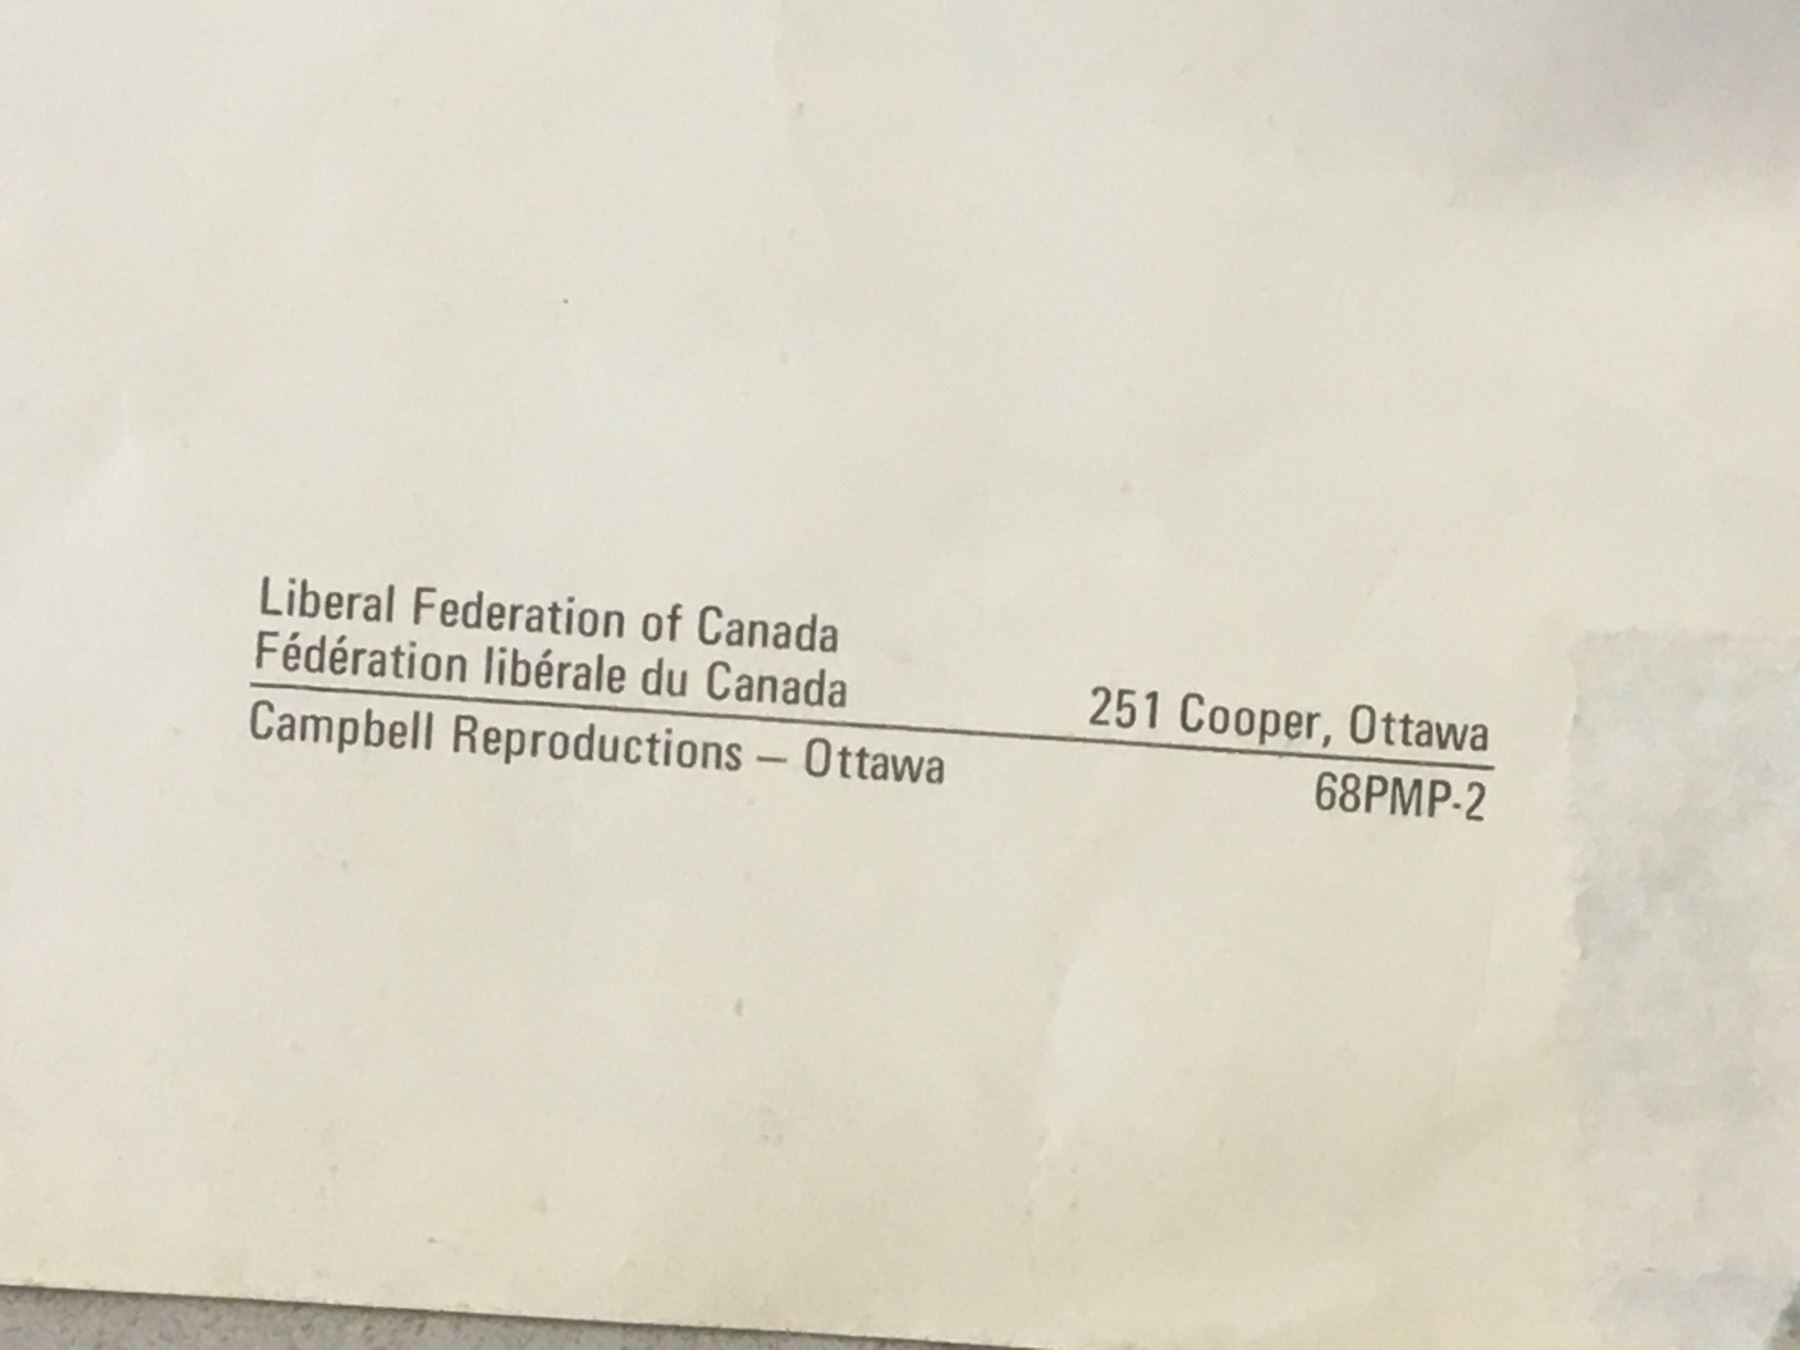 Liberal Federation of Canada
Fédération libérale du Canada 251 Cooper, Ottawa
Campbell Reproductions – Ottawa 68PMP-2